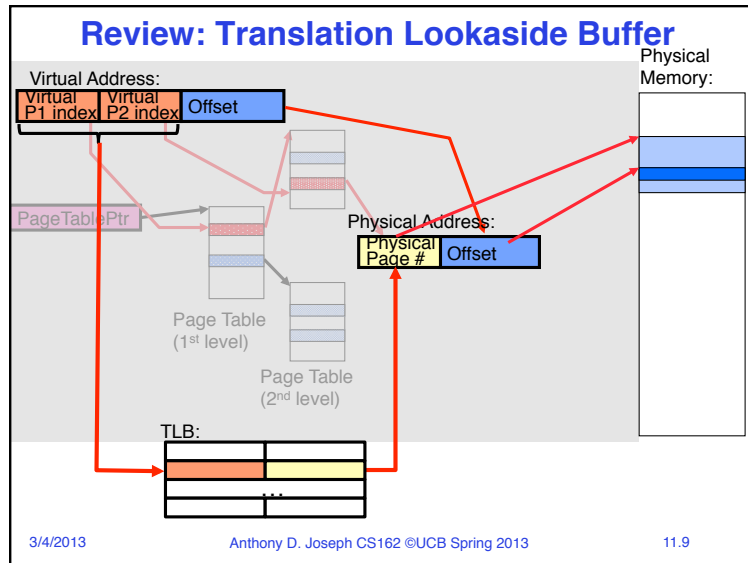 Review: Translation Lookaside Buffer
Physical
Memory:
Virtual Address:
Virtual
P1 index
Virtual
P2 index
Offset
PageTablePtr
Physical Address:
Physical
Page #
Offset
Page Table
(1st level)
Page Table
(2nd level)
TLB:
...
3/4/2013
Anthony D. Joseph CS162 ©UCB Spring 2013
11.9